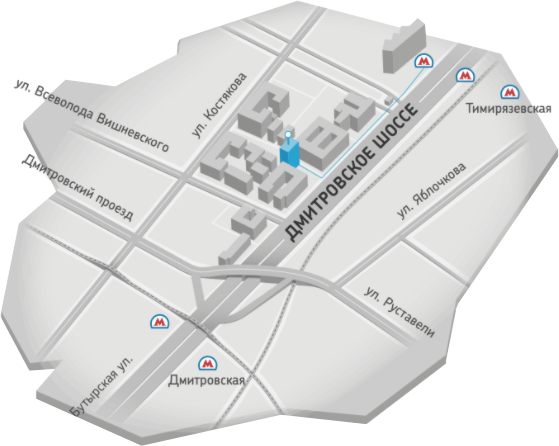 ул. Всеволода Вишневского
ул. Костякова
М
М
М
Тимирязевская
ДМИТРОВСКОЕ ШОССЕ
Дмитровский проезд
ул. Яблочкова
ул. Руставели
М
М
Дмитровская
Бутырская ул.